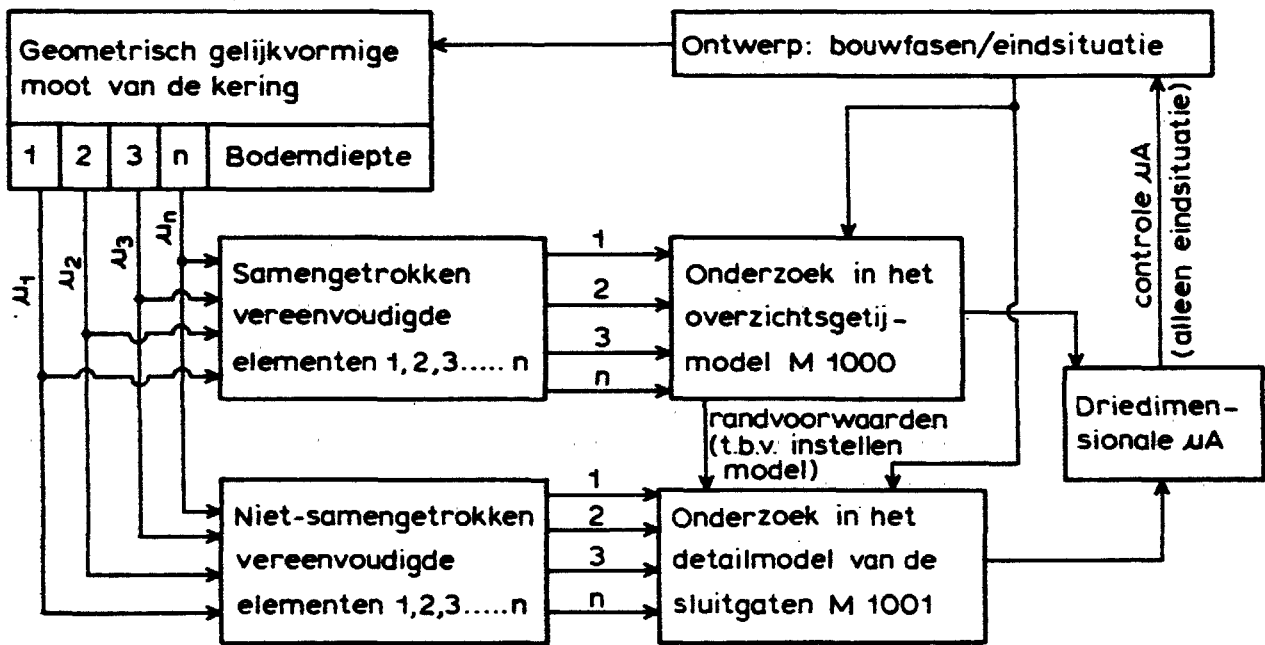 Geometrisch gelijkvormige
moot van de kering
1 2 3 n Bodemdiepte
Ontwerp: bouwfasen/eindsituatie
controle μA
(alleen eindsituatie)
μ1
μ2
μ3
μn
Samengetrokken
vereenvoudigde
elementen 1,2,3..... n
1
2
3
n
Onderzoek in het
overzichtsgetij-
model M 1000
Driedimen-
sionale μA
randvoorwaarden
(t.b.v. instellen
model)
Niet-samengetrokken
vereenvoudigde
elementen 1,2,3.....n
1
2
3
n
Onderzoek in het
detailmodel van de
sluitgaten M 1001